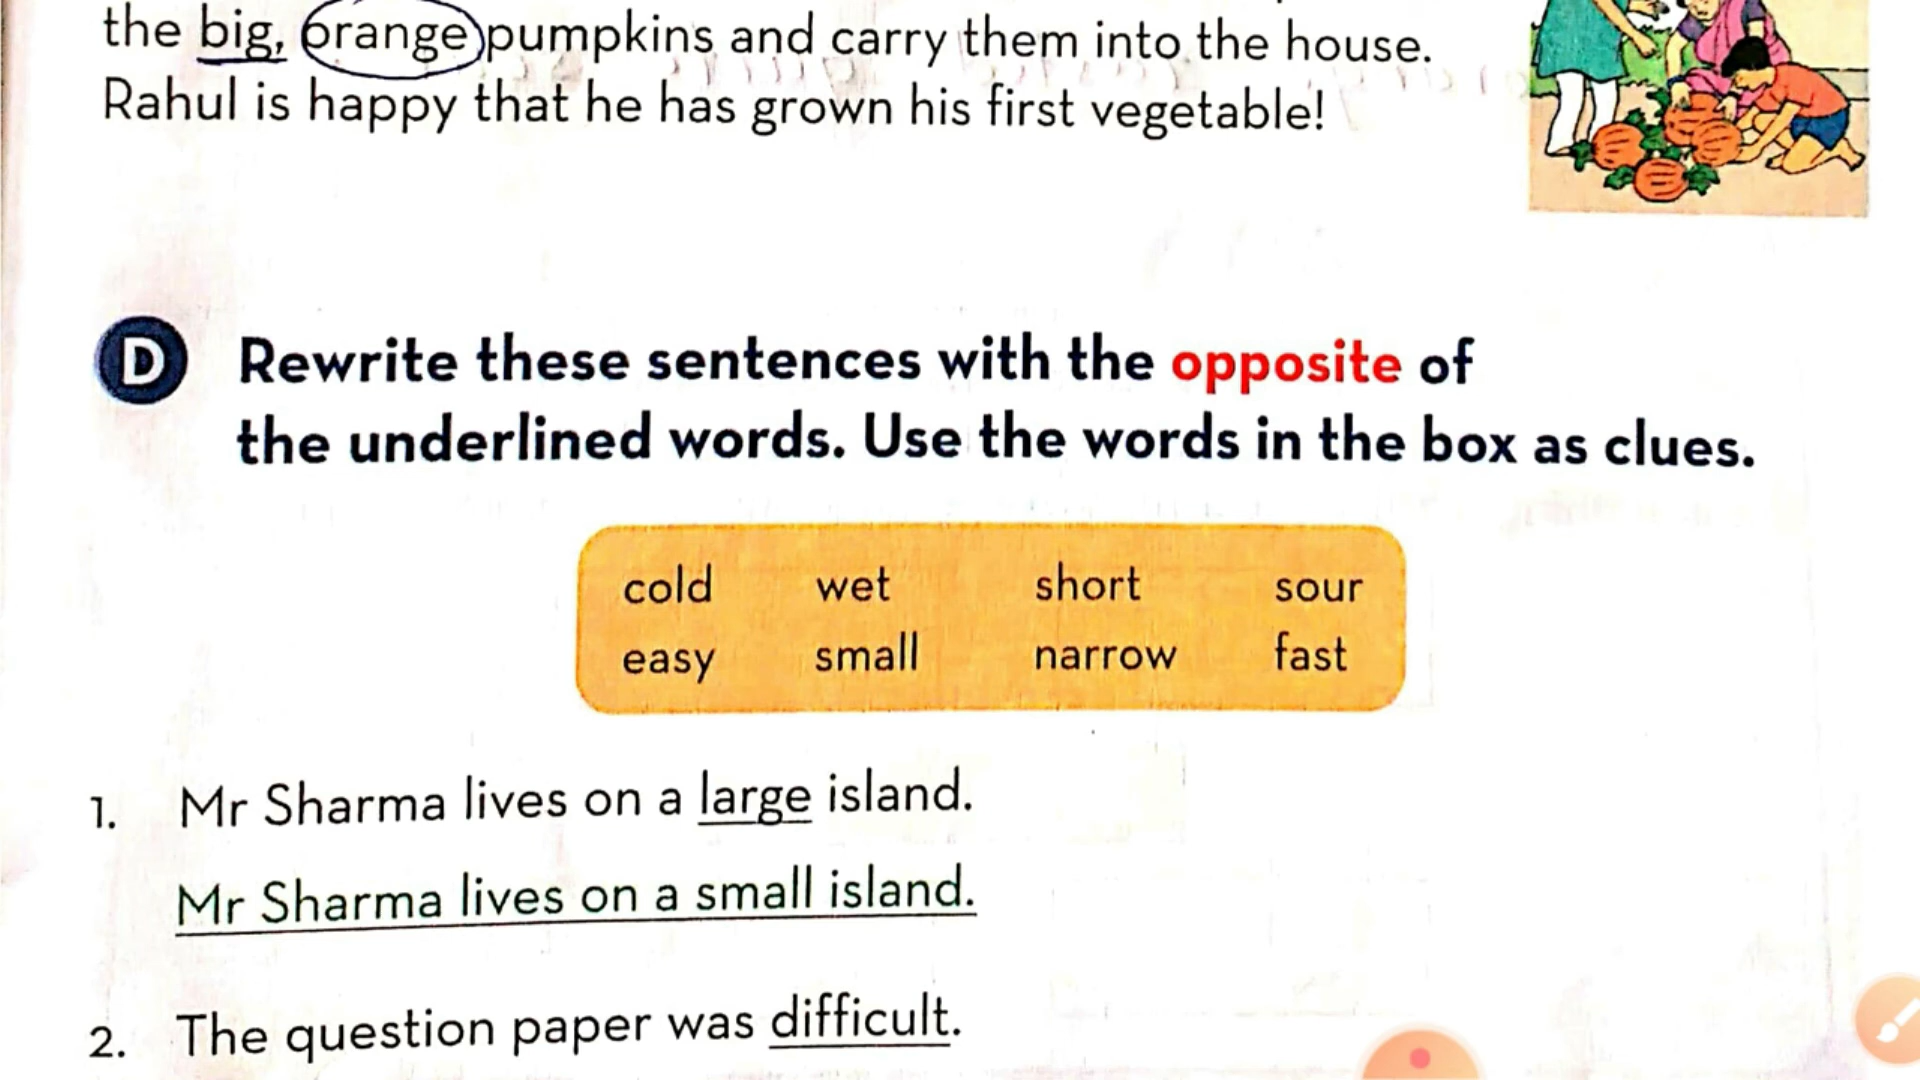 the big, orange pumpkins and carry them into the house.
Rahul is happy that he has grown his first vegetable!
D Rewrite these sentences with the opposite of
the underlined words. Use the words in the box as clues.
cold wet short sour
easy small narrow fast
1. Mr Sharma lives on a large island.
Mr Sharma lives on a small island.
2. The question paper was difficult.